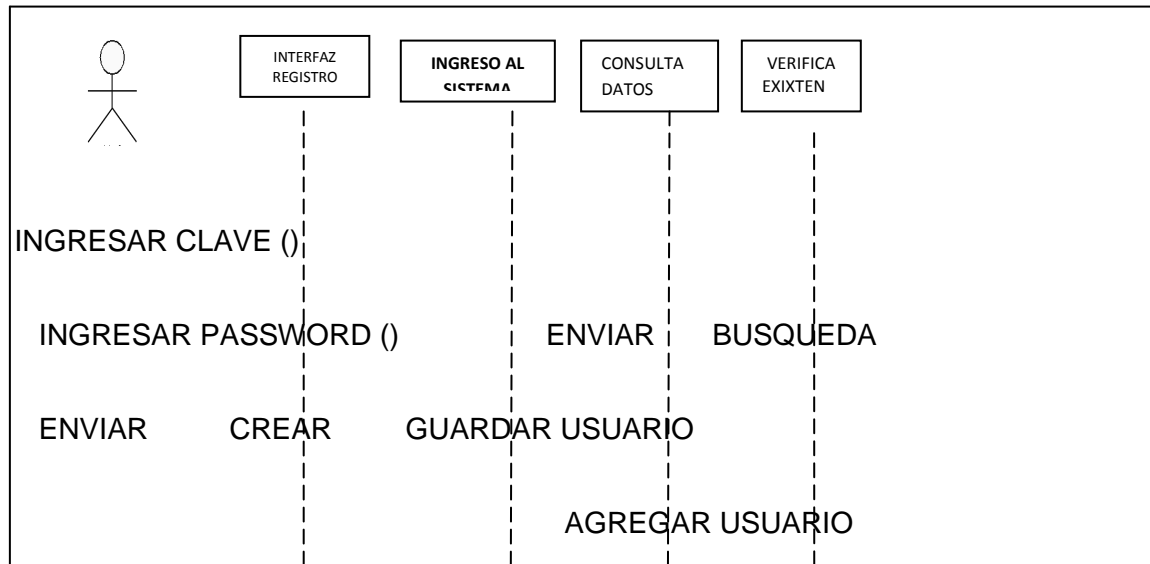 INTERFAZ
REGISTRO
INGRESO AL
SISTEMA
CONSULTA
DATOS
VERIFICA
EXIXTEN
INGRESAR CLAVE ()
INGRESAR PASSWORD () ENVIAR BUSQUEDA
ENVIAR CREAR GUARDAR USUARIO
AGREGAR USUARIO